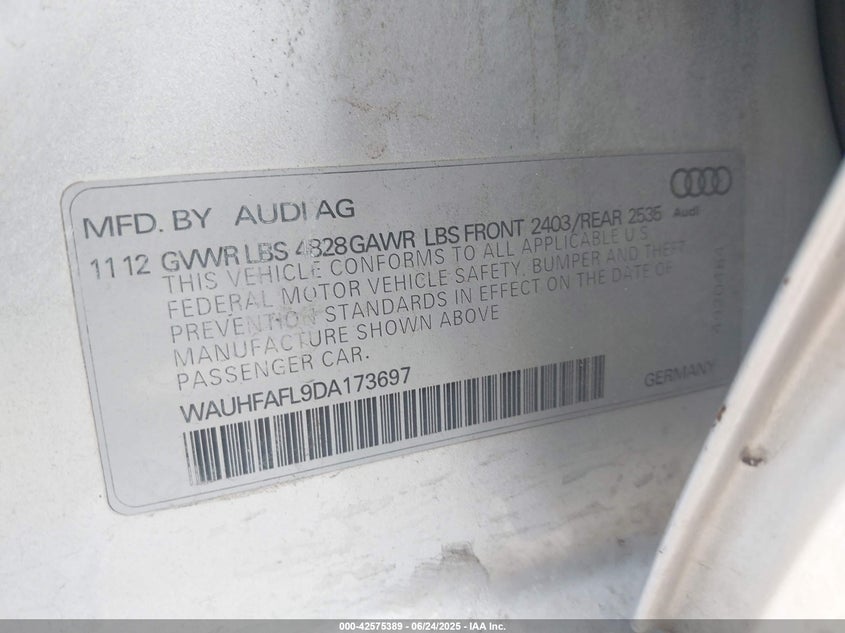 MFD. BY AUDI AG
Audi
1112 GVWR LBS 4828 GAWR LBS FRONT 2403/REAR 2535
THIS VEHICLE CONFORMS TO ALL APPLICABLE U.S.
FEDERAL MOTOR VEHICLE SAFETY, BUMPER AND THEFT
PREVENTION STANDARDS IN EFFECT ON THE DATE OF
MANUFACTURE SHOWN ABOVE
PASSENGER CAR.
WAUHFAFL9DA173697
GERMANY
000-42575389 - 06/24/2025 - IAA Inc.